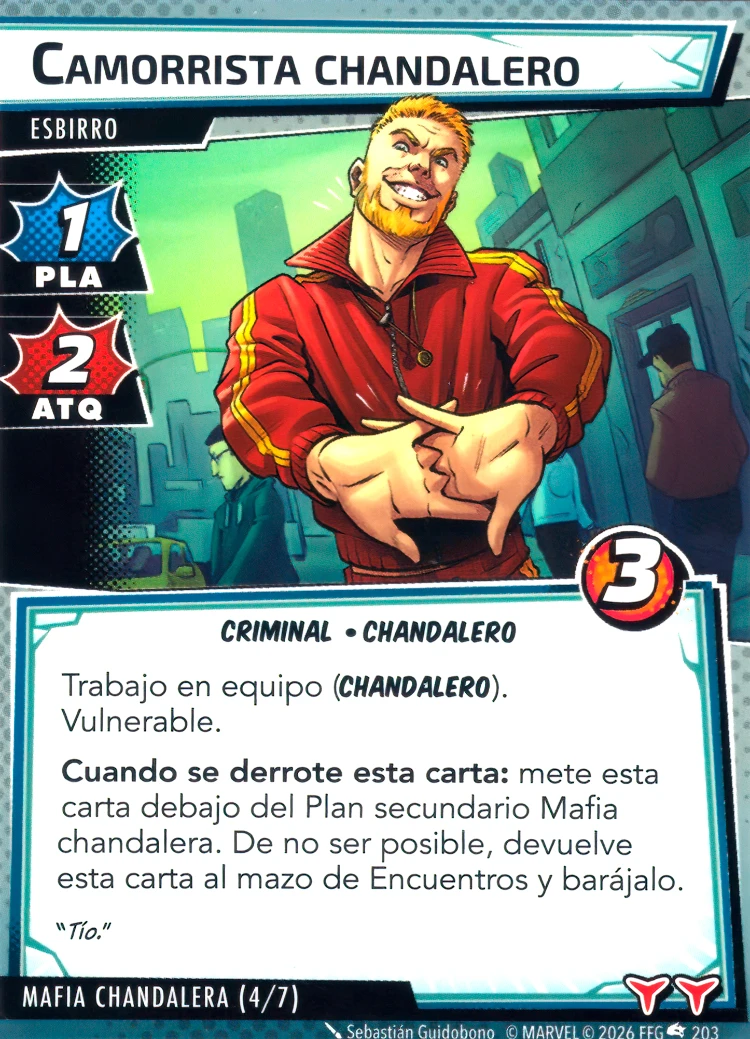 CAMORRISTA CHANDALERO
ESBIRRO
1
PLA
2
ATQ
3
CRIMINAL • CHANDALERO
Trabajo en equipo (CHANDALERO).
Vulnerable.
Cuando se derrote esta carta: mete esta
carta debajo del Plan secundario Mafia
chandalera. De no ser posible, devuelve
esta carta al mazo de Encuentros y barájalo.
“Tío.”
MAFIA CHANDALERA (4/7)
Sebastián Guidobono © MARVEL © 2026 FFG 203